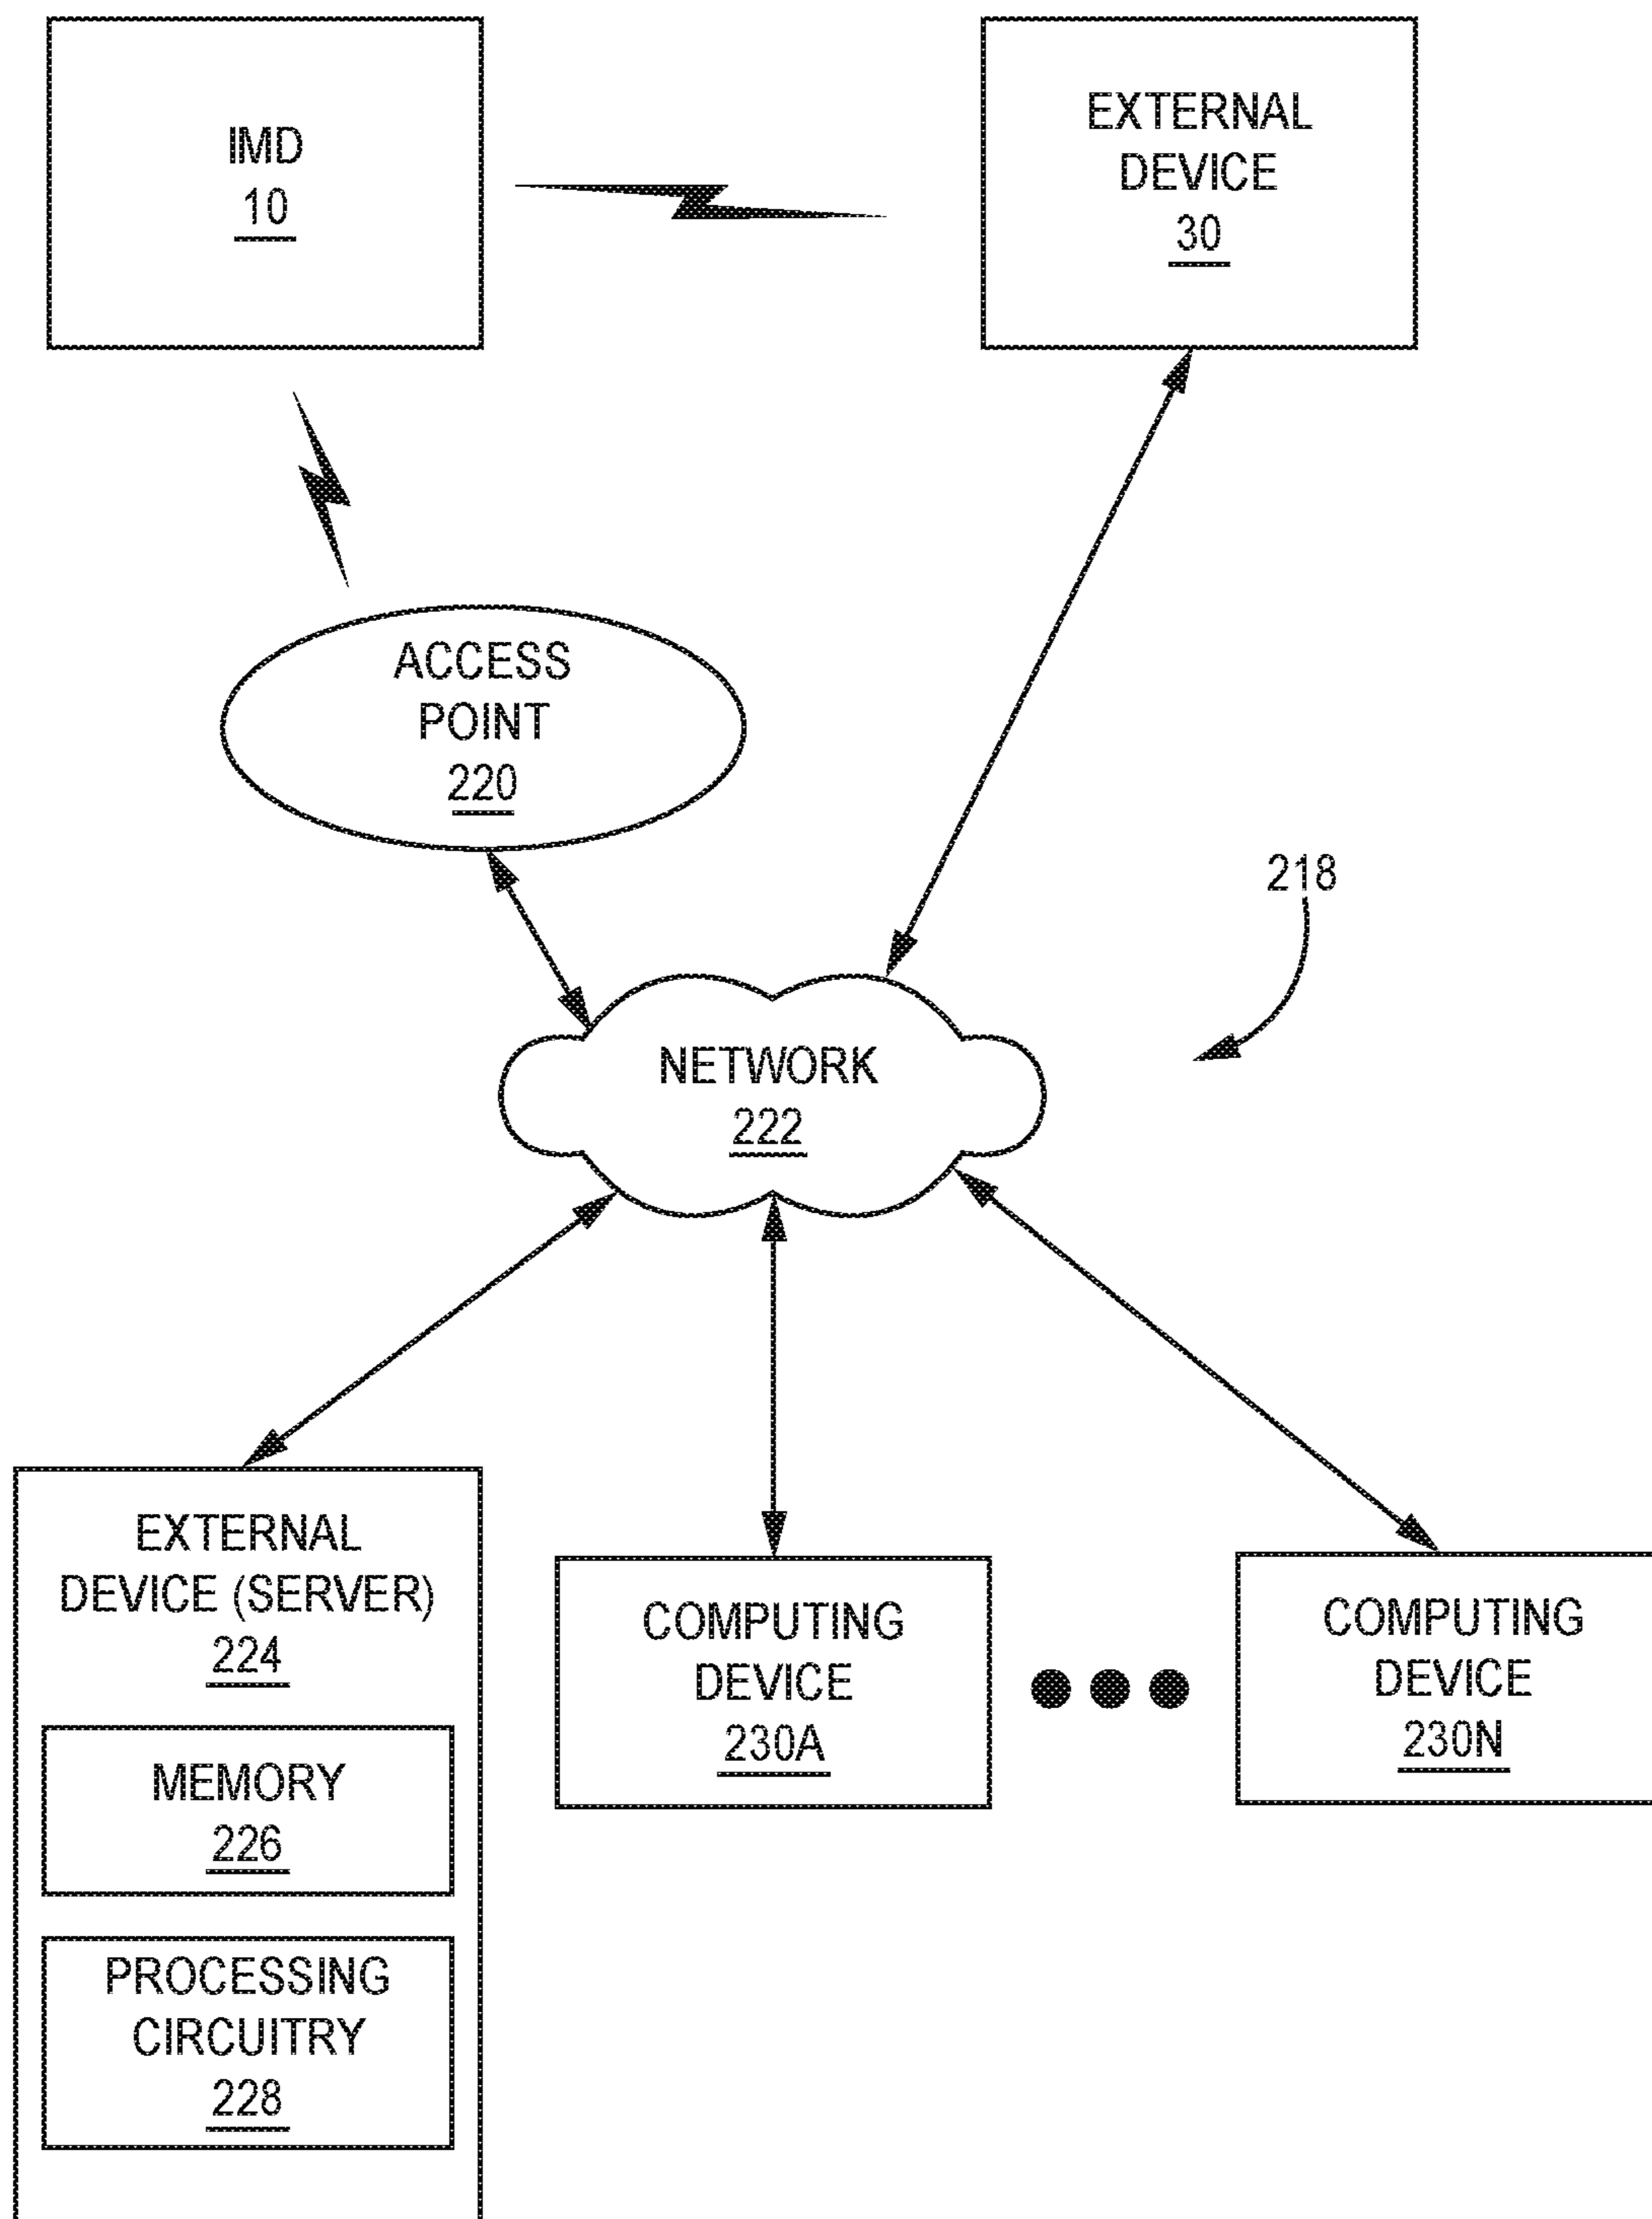 IMD
10
EXTERNAL
DEVICE
30
ACCESS
POINT
220
218
NETWORK
222
EXTERNAL
DEVICE (SERVER)
224
MEMORY
226
PROCESSING
CIRCUITRY
228
COMPUTING
DEVICE
230A
COMPUTING
DEVICE
230N